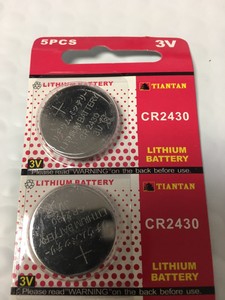 5PCS 3V
LITHIUM BATTERY
TIANTAN
CR2430
LITHIUM
BATTERY
3V
Please read "WARNING" on the back before use.
LITHIUM BATTERY
TIANTAN
CR2430
LITHIUM
BATTERY
3V
Please read "WARNING" on the back before use.